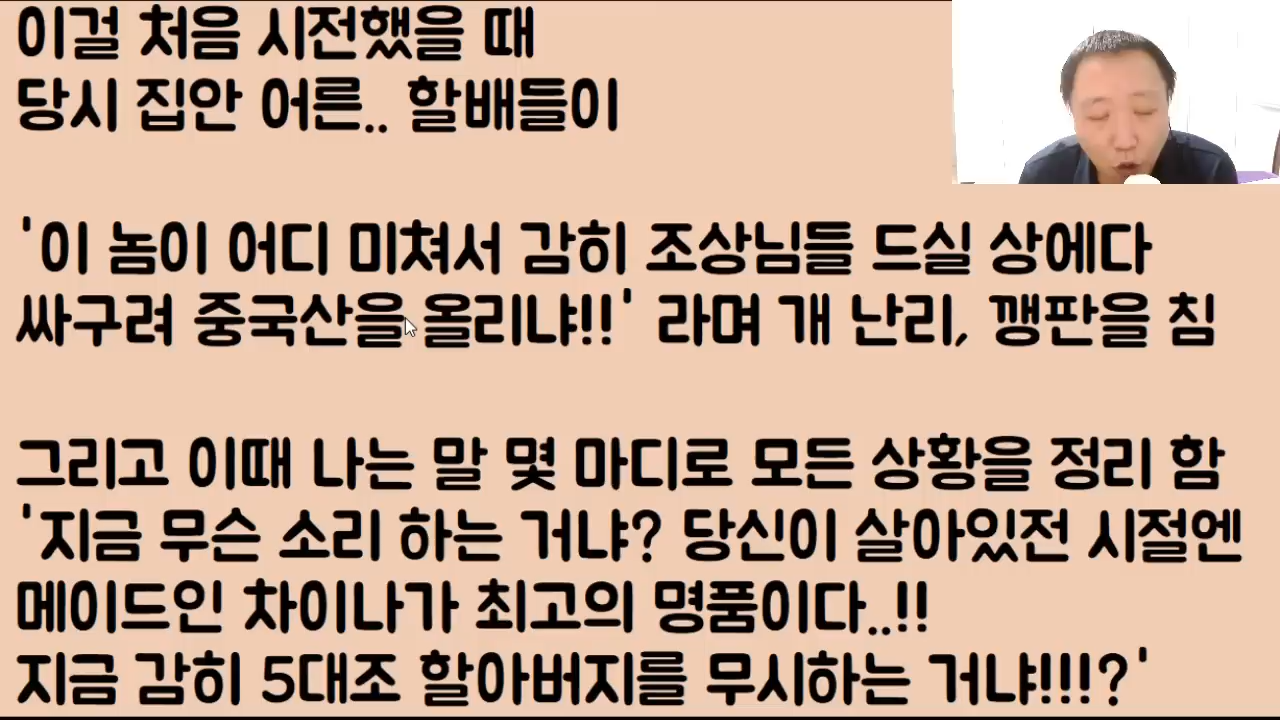 이걸 처음 시전했을 때
당시 집안 어른.. 할배들이
'이 놈이 어디 미쳐서 감히 조상님들 드실 상에다
싸구려 중국산을 올리냐!!' 라며 개 난리, 깽판을 침
그리고 이때 나는 말 몇 마디로 모든 상황을 정리 함
'지금 무슨 소리 하는 거냐? 당신이 살아있전 시절엔
메이드인 차이나가 최고의 명품이다..!!
지금 감히 5대조 할아버지를 무시하는 거냐!!!?'